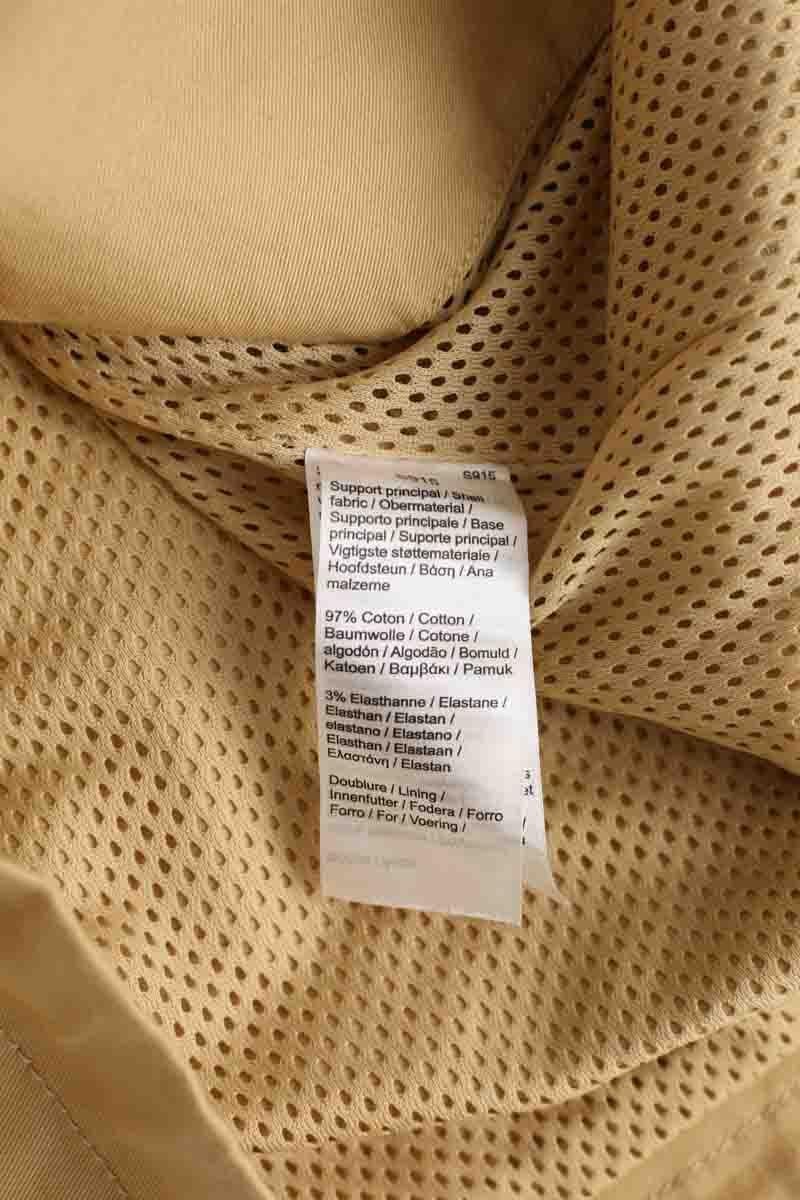 S915 S915
Support principal / Shell
fabric / Obermaterial /
Supporto principale / Base
principal / Suporte principal /
Vigtigste støttemateriale /
Hoofdsteun / Βάση / Ana
malzeme
97% Coton / Cotton /
Baumwolle / Cotone /
algodón / Algodão / Bomuld /
Katoen / Βαμβάκι / Pamuk
3% Elasthanne / Elastane /
Elasthan / Elastan /
elastano / Elastano /
Elasthan / Elastaan /
Ελαστάνη / Elastan
Doublure / Lining /
Innenfutter / Fodera / Forro
Forro / For / Voering /